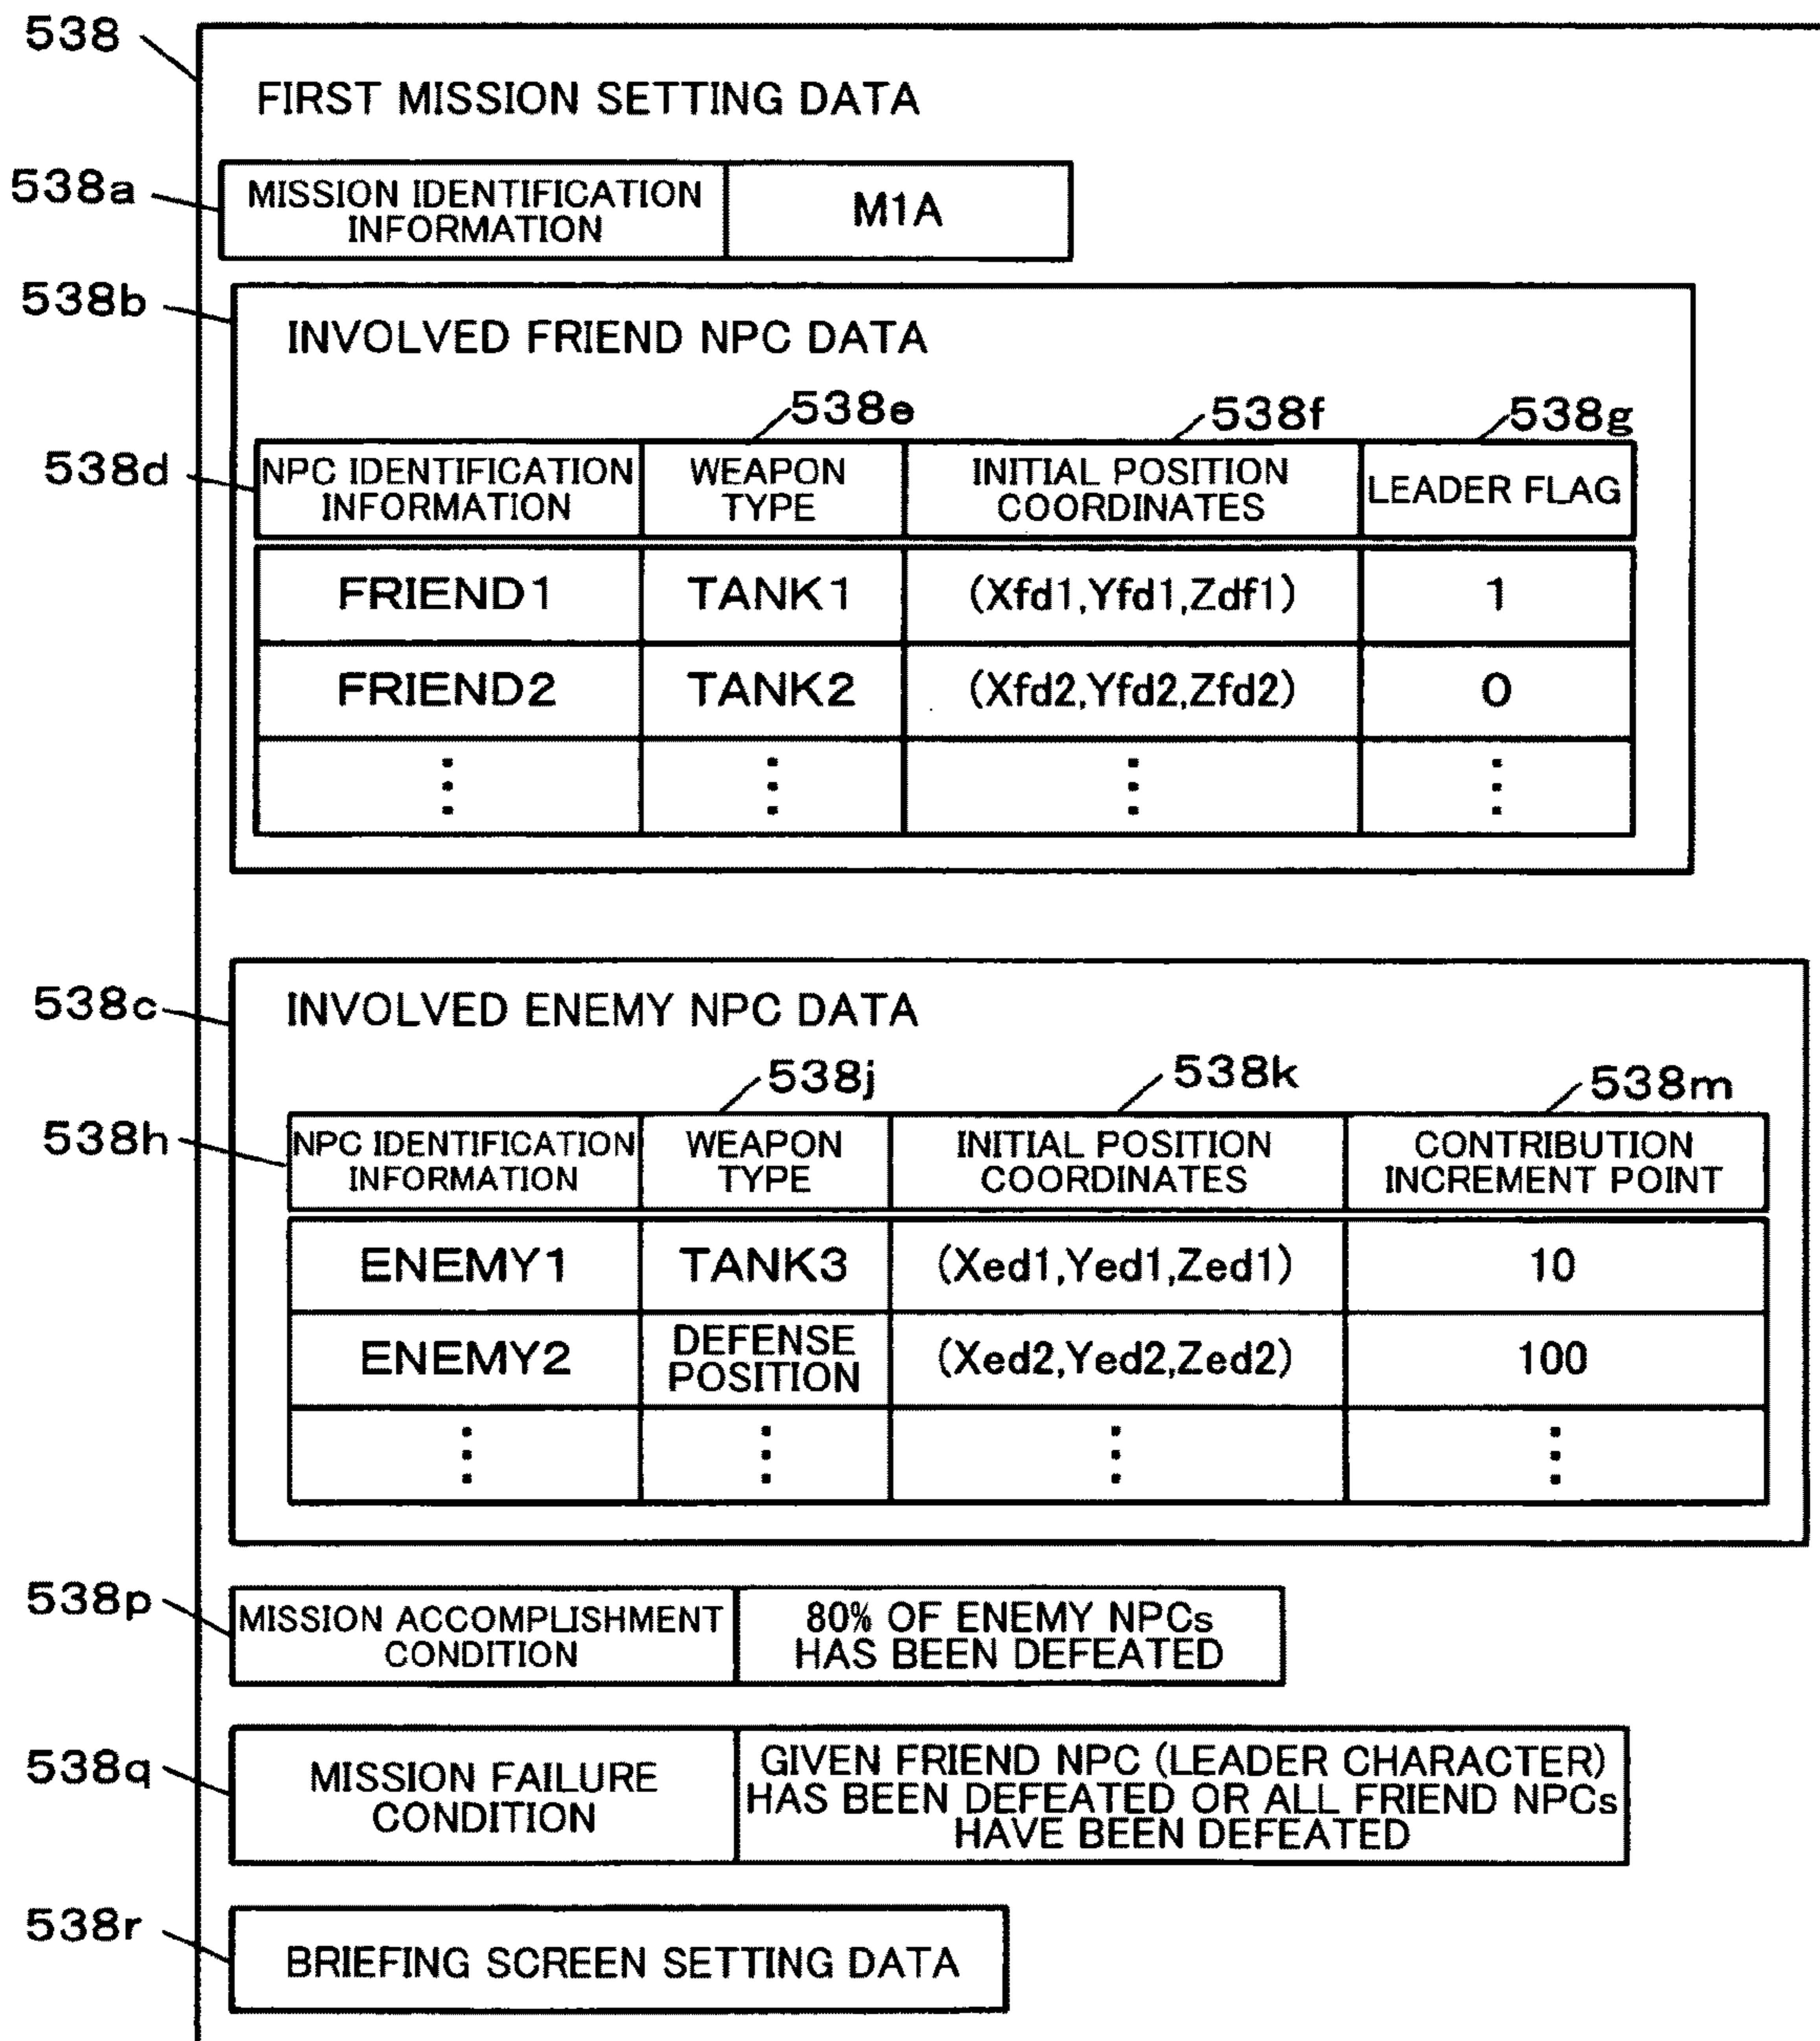 538
FIRST MISSION SETTING DATA
538a
MISSION IDENTIFICATION
INFORMATION
M1A
538b
INVOLVED FRIEND NPC DATA
538e
538f
538g
538d
NPC IDENTIFICATION
INFORMATION
WEAPON
TYPE
INITIAL POSITION
COORDINATES
LEADER FLAG
FRIEND1
TANK1
(Xfd1,Yfd1,Zdf1)
1
FRIEND2
TANK2
(Xfd2,Yfd2,Zfd2)
0
538c
INVOLVED ENEMY NPC DATA
538j
538k
538m
538h
NPC IDENTIFICATION
INFORMATION
WEAPON
TYPE
INITIAL POSITION
COORDINATES
CONTRIBUTION
INCREMENT POINT
ENEMY1
TANK3
(Xed1,Yed1,Zed1)
10
ENEMY2
DEFENSE
POSITION
(Xed2,Yed2,Zed2)
100
538p
MISSION ACCOMPLISHMENT
CONDITION
80% OF ENEMY NPCs
HAS BEEN DEFEATED
538q
MISSION FAILURE
CONDITION
GIVEN FRIEND NPC (LEADER CHARACTER)
HAS BEEN DEFEATED OR ALL FRIEND NPCs
HAVE BEEN DEFEATED
538r
BRIEFING SCREEN SETTING DATA